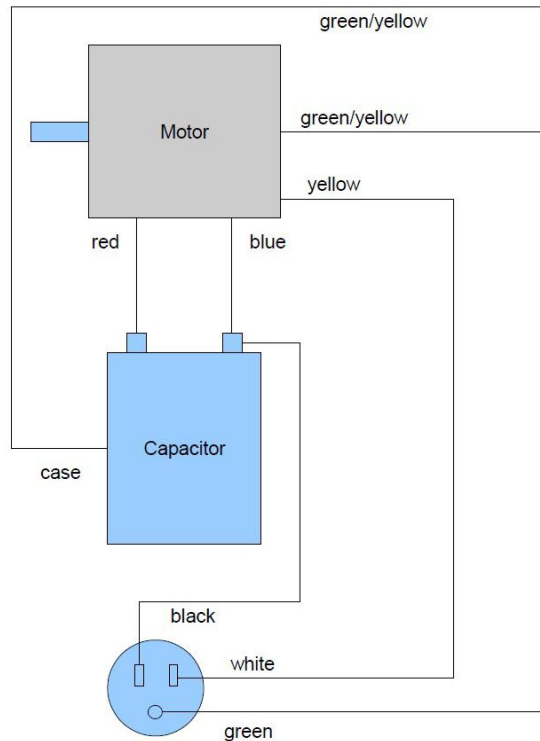 green/yellow
Motor
green/yellow
yellow
red
blue
Capacitor
case
black
white
green